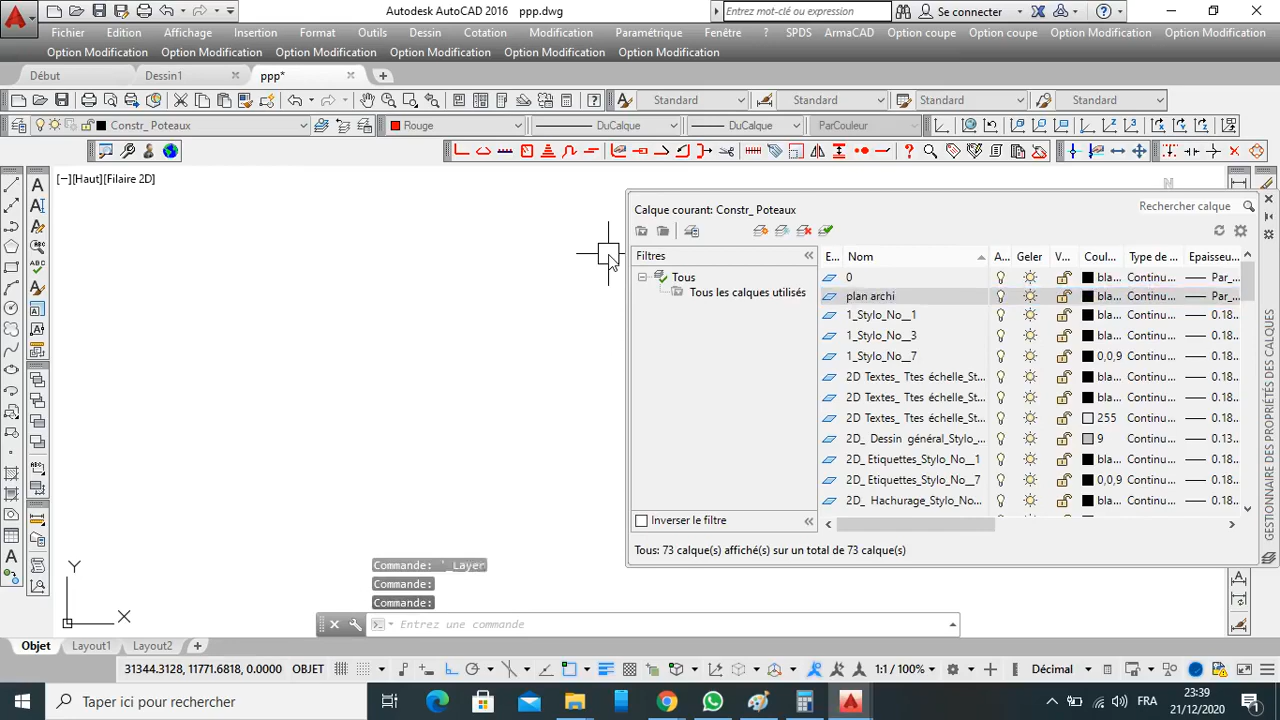 Autodesk AutoCAD 2016 ppp.dwg
Entrez mot-clé ou expression
Se connecter
Fichier Edition Affichage Insertion Format Outils Dessin Cotation Modification Paramétrique Fenêtre ? SPDS ArmaCAD Option coupe Option coupe Option Modification Option Modification
Option Modification Option Modification Option Modification Option Modification Option Modification Option Modification
Début Dessin1 ppp*
Standard Standard Standard Standard
Constr_ Poteaux Rouge DuCalque DuCalque ParCouleur
[−][Haut][Filaire 2D]
N
Calque courant: Constr_ Poteaux
Rechercher calque
Filtres
Tous
Tous les calques utilisés
Inverser le filtre
E... Nom A... Geler V... Coul... Type de ... Epaisseu...
0 bla... Continu... Par_...
plan archi bla... Continu... Par_...
1_Stylo_No__1 bla... Continu... 0.18...
1_Stylo_No__3 bla... Continu... 0.18...
1_Stylo_No__7 0,0,9 Continu... 0.18...
2D Textes_ Ttes échelle_St... bla... Continu... 0.18...
2D Textes_ Ttes échelle_St... bla... Continu... 0.18...
2D Textes_ Ttes échelle_St... 255 Continu... 0.18...
2D_ Dessin général_Stylo_... 9 Continu... 0.13...
2D_ Etiquettes_Stylo_No__1 bla... Continu... 0.18...
2D_ Etiquettes_Stylo_No__7 0,0,9 Continu... 0.18...
2D_ Hachurage_Stylo_No... bla... Continu... 0.18...
Tous: 73 calque(s) affiché(s) sur un total de 73 calque(s)
GESTIONNAIRE DES PROPRIÉTÉS DES CALQUES
Y
X
Commande: '_Layer
Commande:
Commande:
Entrez une commande
Objet Layout1 Layout2
31344.3128, 11771.6818, 0.0000 OBJET 1:1 / 100% Décimal
Taper ici pour rechercher
FRA
23:39
21/12/2020